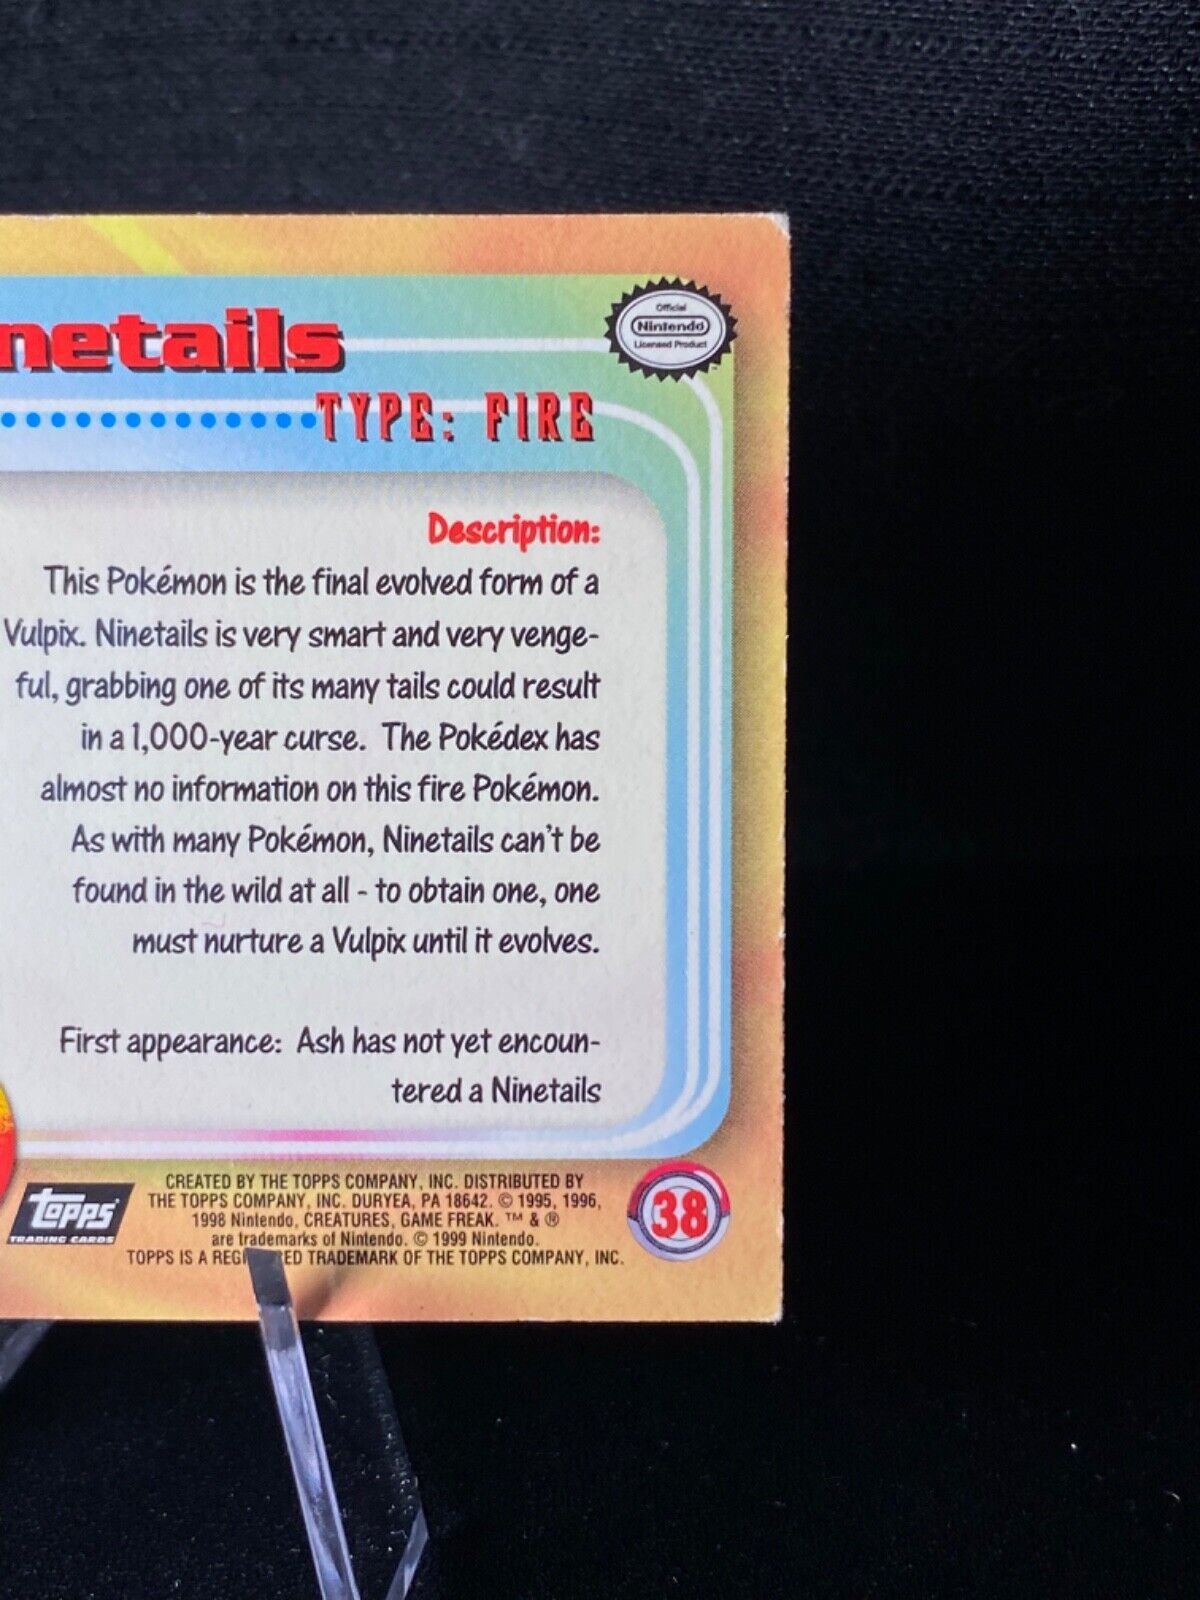 netails
Official
Nintendo
Licensed Product
TYPE: FIRE
Description:
This Pokémon is the final evolved form of a
Vulpix. Ninetails is very smart and very venge-
ful, grabbing one of its many tails could result
in a 1,000-year curse. The Pokédex has
almost no information on this fire Pokémon.
As with many Pokémon, Ninetails can't be
found in the wild at all - to obtain one, one
must nurture a Vulpix until it evolves.
First appearance: Ash has not yet encoun-
tered a Ninetails
topps
TRADING CARDS
CREATED BY THE TOPPS COMPANY, INC. DISTRIBUTED BY
THE TOPPS COMPANY, INC. DURYEA, PA 18642. © 1995, 1996,
1998 Nintendo, CREATURES, GAME FREAK. ™ & ®
are trademarks of Nintendo. © 1999 Nintendo.
TOPPS IS A TRADEMARK OF THE TOPPS COMPANY, INC.
38